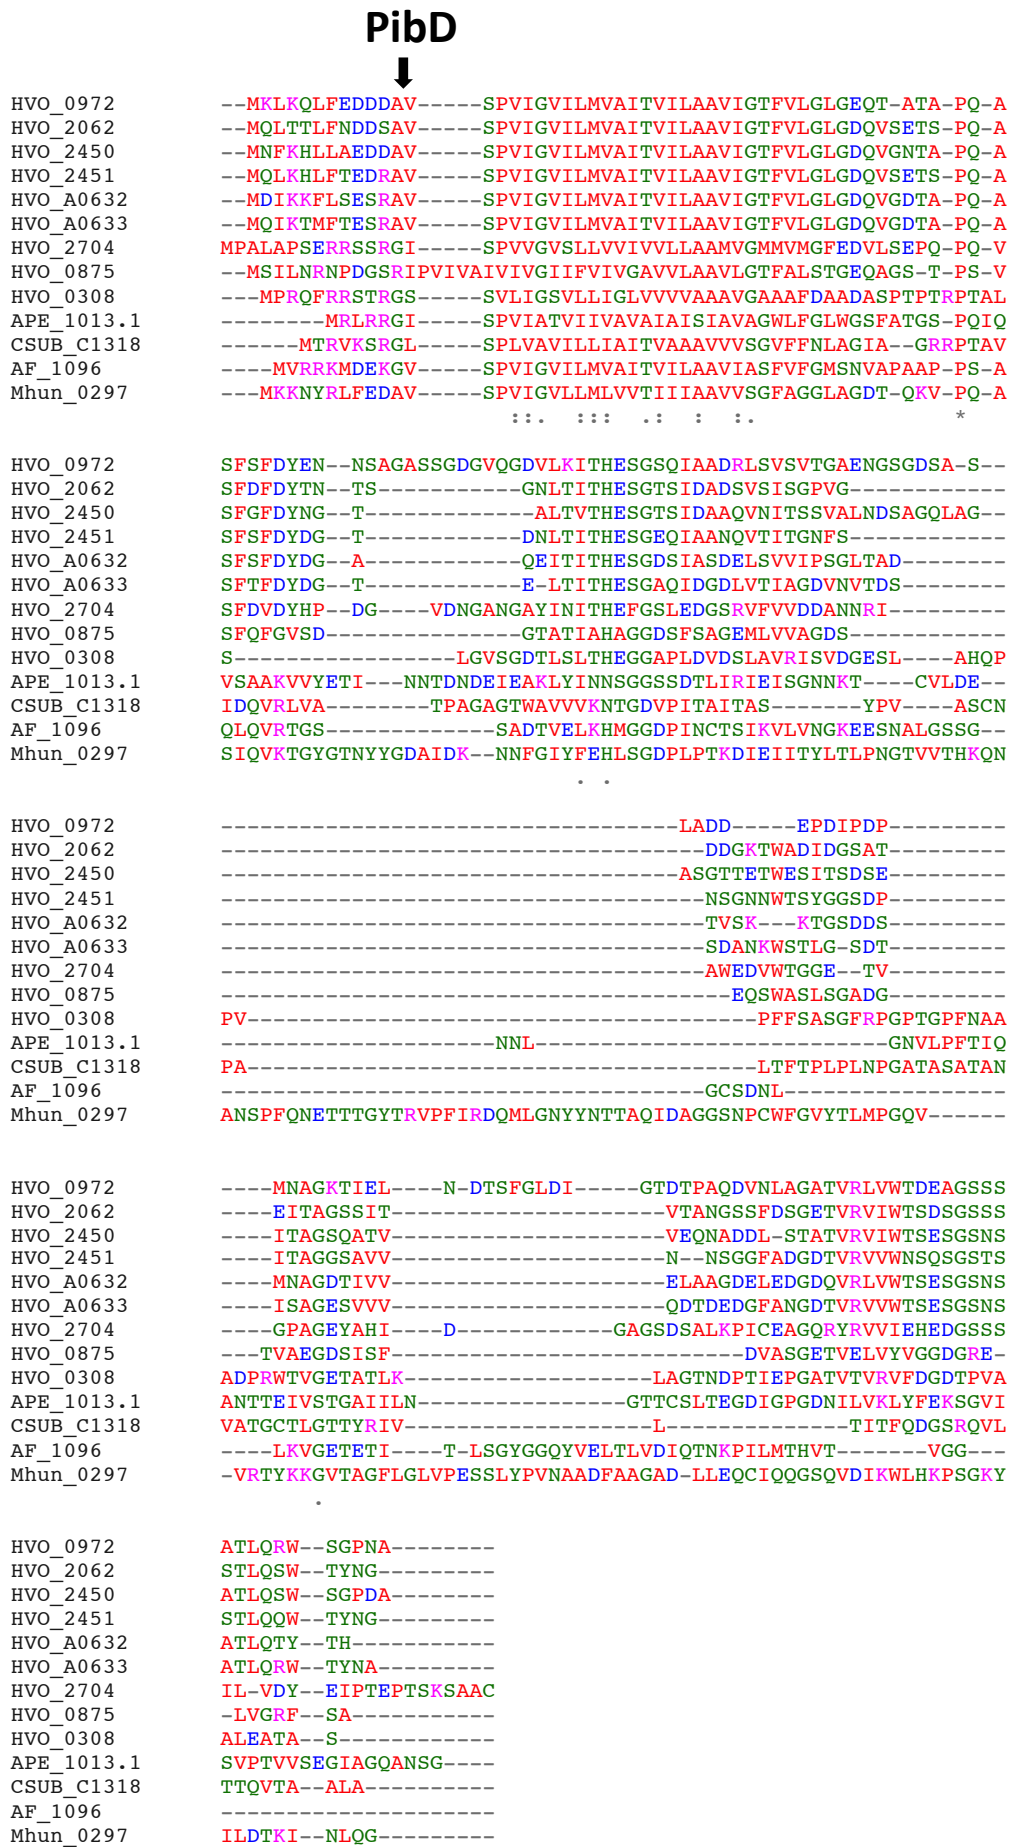 PibD
HVO_0972 --MKLKQLFEDDDAV-----SPVIGVILMVAITVILAAVIGTFVLGLGEQT-ATA-PQ-A
HVO_2062 --MQLTTLFNDDSAV-----SPVIGVILMVAITVILAAVIGTFVLGLGDQVSETS-PQ-A
HVO_2450 --MNFKHLLAEDDAV-----SPVIGVILMVAITVILAAVIGTFVLGLGDQVGNTA-PQ-A
HVO_2451 --MQLKHLFTEDRAV-----SPVIGVILMVAITVILAAVIGTFVLGLGDQVSETS-PQ-A
HVO_A0632 --MDIKKFLSESRAV-----SPVIGVILMVAITVILAAVIGTFVLGLGDQVGDTA-PQ-A
HVO_A0633 --MQIKTMFTESRAV-----SPVIGVILMVAITVILAAVIGTFVLGLGDQVGDTA-PQ-A
HVO_2704 MPALAPSERRSSRGI-----SPVVGVSLLVVIVVLLAAMVGMMVMGFEDVLSEPQ-PQ-V
HVO_0875 --MSILNRNPDGSRIPVIVAIVIVGIIFVIVGAVVLAAVLGTFALSTGEQAGS-T-PS-V
HVO_0308 ---MPRQFRRSTRGS-----SVLIGSVLLIGLVVVVAAAVGAAAFDAADASPTPTRPTAL
APE_1013.1 --------MRLRRGI-----SPVIATVIIVAVAIAISIAVAGWLFGLWGSFATGS-PQIQ
CSUB_C1318 ------MTRVKSRGL-----SPLVAVILLIAITVAAAVVVSGVFFNLAGIA--GRRPTAV
AF_1096 ----MVRRKMDEKGV-----SPVIGVILMVAITVILAAVIASFVFGMSNVAPAAP-PS-A
Mhun_0297 ---MKKNYRLFEDAV-----SPVIGVLLMLVVTIIIAAVVSGFAGGLAGDT-QKV-PQ-A
::. ::: .: : :. *
HVO_0972 SFSFDYEN--NSAGASSGDGVQGDVLKITHESGSQIAADRLSVSVTGAENGSGDSA-S--
HVO_2062 SFDFDYTN--TS-----------GNLTITHESGTSIDADSVSISGPVG------------
HVO_2450 SFGFDYNG--T-------------ALTVTHESGTSIDAAQVNITSSVALNDSAGQLAG--
HVO_2451 SFSFDYDG--T------------DNLTITHESGEQIAANQVTITGNFS------------
HVO_A0632 SFSFDYDG--A------------QEITITHESGDSIASDELSVVIPSGLTAD--------
HVO_A0633 SFTFDYDG--T------------E-LTITHESGAQIDGDLVTIAGDVNVTDS--------
HVO_2704 SFDVDYHP--DG----VDNGANGAYINITHEFGSLEDGSRVFVVDDANNRI---------
HVO_0875 SFQFGVSD---------------GTATIAHAGGDSFSAGEMLVVAGDS------------
HVO_0308 S-----------------LGVSGDTLSLTHEGGAPLDVDSLAVRISVDGESL----AHQP
APE_1013.1 VSAAKVVYETI---NNTDNDEIEAKLYINNSGGSSDTLIRIEISGNNKT-----CVLDE--
CSUB_C1318 IDQVRLVA--------TPAGAGTWAVVVKNTGDVPITAITAS-------YPV----ASCN
AF_1096 QLQVRTGS-------------SADTVELKHMGGDPINCTSIKVLVNGKEESNALGSSG--
Mhun_0297 SIQVKTGYGTNYYGDAIDK--NNFGIYFEHLSGDPLPTKDIEIITYLTLPNGTVVTHKQN
. .
HVO_0972 -----------------------------------LADD-----EPDIPDP---------
HVO_2062 -------------------------------------DDGKTWADIDGSAT---------
HVO_2450 -----------------------------------ASGTTETWESITSDSE---------
HVO_2451 -------------------------------------NSGNNWTSYGGSDP---------
HVO_A0632 -------------------------------------TVSK---KTGSDDS---------
HVO_A0633 -------------------------------------SDANKWSTLG-SDT---------
HVO_2704 -------------------------------------AWEDVWTGGE--TV---------
HVO_0875 ---------------------------------------EQSWASLSGADG---------
HVO_0308 PV---------------------------------------PFFSASGFRPGPTGPFNAA
APE_1013.1 ---------------------NNL---------------------------GNVLPFTIQ
CSUB_C1318 PA---------------------------------------LTFTPLPLNPGATASATAN
AF_1096 -------------------------------------GCSDNL-----------------
Mhun_0297 ANSPFQNETTTGYTRVPFIRDQMLGNYYNTTAQIDAGGSNPCWFGVYTLMPGQV------
HVO_0972 ----MNAGKTIEL----N-DTSFGLDI-----GTDTPAQDVNLAGATVRLVWTDEAGSSS
HVO_2062 ----EITAGSSIT---------------------VTANGSSFDSGETVRVIWTSDSGSSS
HVO_2450 ----ITAGSQATV---------------------VEQNADDL-STATVRVIWTSESGSNS
HVO_2451 ----ITAGGSAVV---------------------N--NSGGFADGDTVRVVWNSQSGSTS
HVO_A0632 ----MNAGDTIVV---------------------ELAAGDELEDGDQVRLVWTSESGSNS
HVO_A0633 ----ISAGESVVV---------------------QDTDEDGFANGDTVRVVWTSESGSNS
HVO_2704 ----GPAGEYAHI----D------------GAGSDSALKPICEAGQRYRVVIEHEDGSSS
HVO_0875 ---TVAEGDSISF---------------------------DVASGETVELVYVGGDGRE-
HVO_0308 ADPRWTVGETATLK-------------------LAGTNDPTIEPGATVTVRVFDGDTPVA
APE_1013.1 ANTTEIVSTGAIILN----------------GTTCSLTEGDIGPGDNILVKLYFEKSGVI
CSUB_C1318 VATGCTLGTTYRIV-------------------L--------------TITFQDGSRQVL
AF_1096 ----LKVGETETI----T-LSGYGGQYVELTLVDIQTNKPILMTHVT-------VGG---
Mhun_0297 -VRTYKKGVTAGFLGLVPESSLYPVNAADFAAGAD-LLEQCIQQGSQVDIKWLHKPSGKY
.
HVO_0972 ATLQRW--SGPNA--------
HVO_2062 STLQSW--TYNG---------
HVO_2450 ATLQSW--SGPDA--------
HVO_2451 STLQQW--TYNG---------
HVO_A0632 ATLQTY--TH-----------
HVO_A0633 ATLQRW--TYNA---------
HVO_2704 IL-VDY--EIPTEPTSKSAAC
HVO_0875 -LVGRF--SA-----------
HVO_0308 ALEATA--S------------
APE_1013.1 SVPTVVSEGIAGQANSG----
CSUB_C1318 TTQVTA--ALA----------
AF_1096 ---------------------
Mhun_0297 ILDTKI--NLQG---------